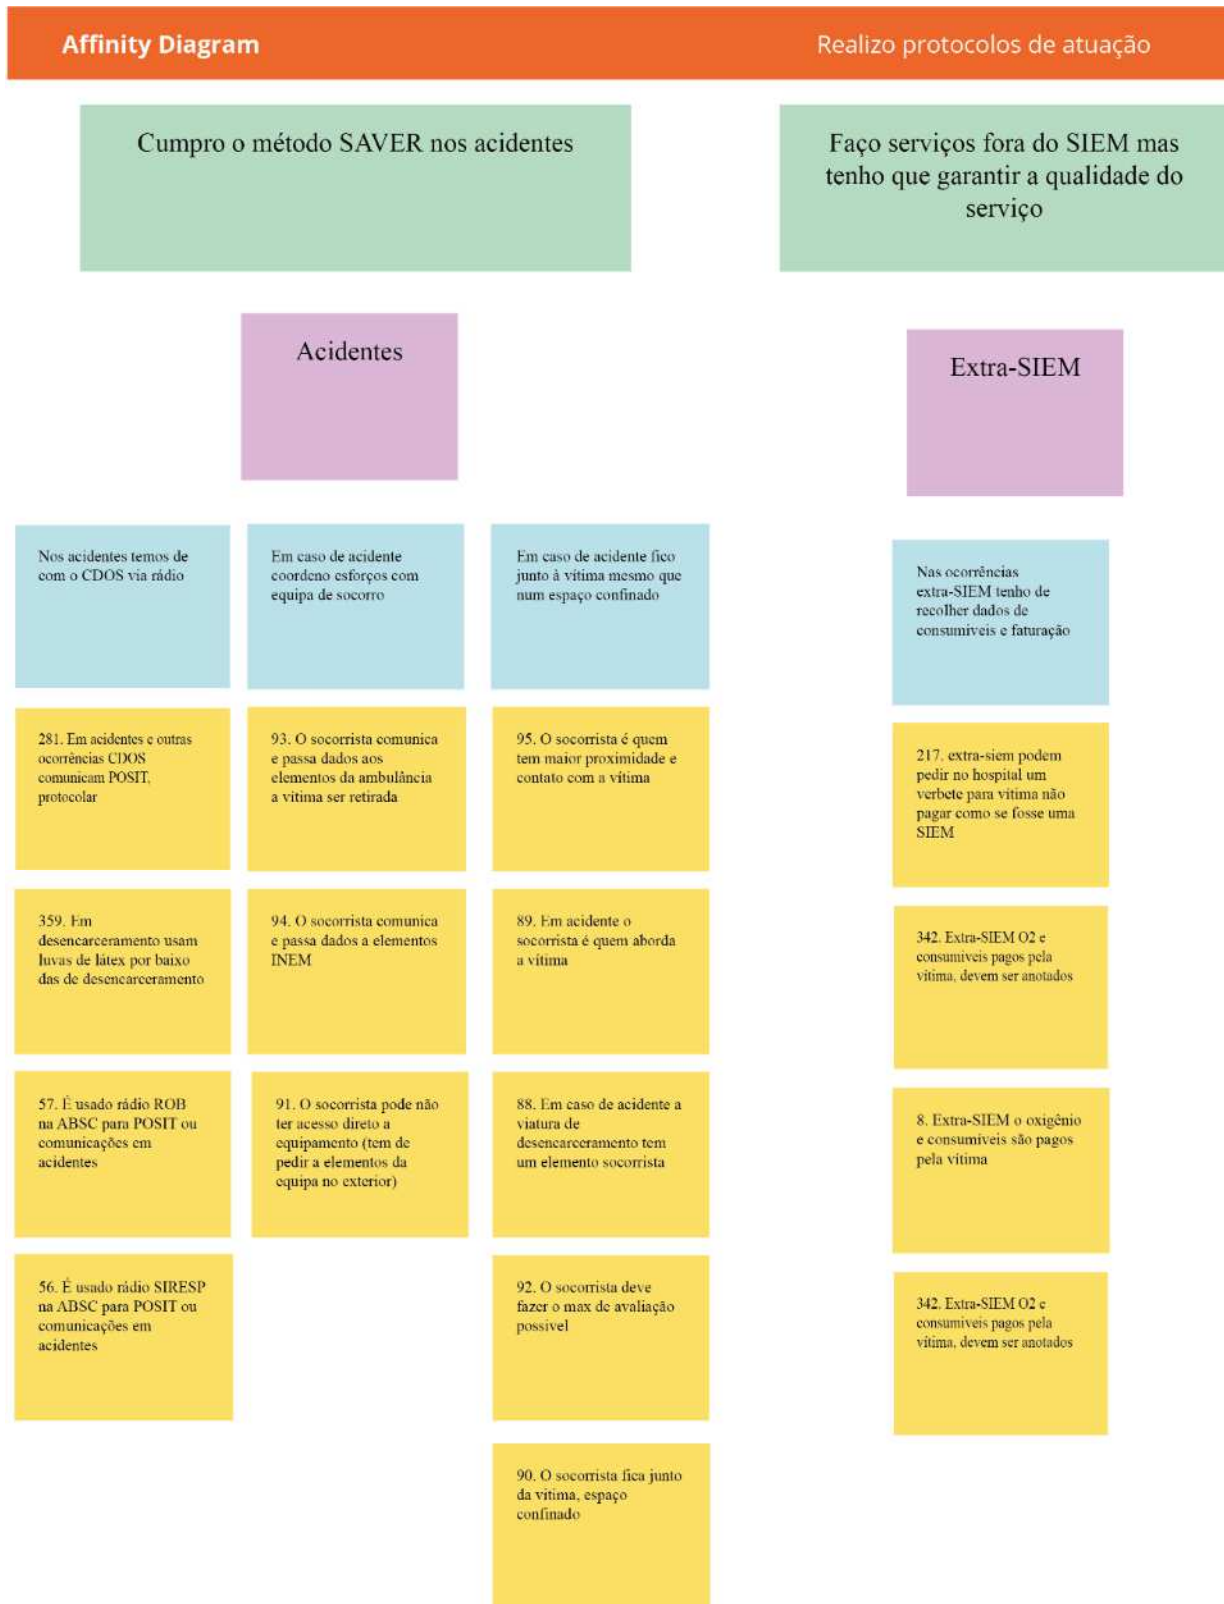 Affinity Diagram
Realizo protocolos de atuação
Cumpro o método SAVER nos acidentes
Faço serviços fora do SIEM mas
tenho que garantir a qualidade do
serviço
Acidentes
Extra-SIEM
Nos acidentes temos de
com o CDOS via rádio
281. Em acidentes e outras
ocorrências CDOS
comunicam POSIT,
protocolar
359. Em
desencarceramento usam
luvas de látex por baixo
das de desencarceramento
57. É usado rádio ROB
na ABSC para POSIT ou
comunicações em
acidentes
56. É usado rádio SIRESP
na ABSC para POSIT ou
comunicações em
acidentes
Em caso de acidente
coordeno esforços com
equipa de socorro
93. O socorrista comunica
e passa dados aos
elementos da ambulância
a vítima ser retirada
94. O socorrista comunica
e passa dados a elementos
INEM
91. O socorrista pode não
ter acesso direto a
equipamento (tem de
pedir a elementos da
equipa no exterior)
Em caso de acidente fico
junto à vítima mesmo que
num espaço confinado
95. O socorrista é quem
tem maior proximidade e
contato com a vítima
89. Em acidente o
socorrista é quem aborda
a vítima
88. Em caso de acidente a
viatura de
desencarceramento tem
um elemento socorrista
92. O socorrista deve
fazer o max de avaliação
possivel
90. O socorrista fica junto
da vítima, espaço
confinado
Nas ocorrências
extra-SIEM tenho de
recolher dados de
consumíveis e faturação
217. extra-siem podem
pedir no hospital um
verbete para vítima não
pagar como se fosse uma
SIEM
342. Extra-SIEM O2 e
consumíveis pagos pela
vítima, devem ser anotados
8. Extra-SIEM o oxigênio
e consumíveis são pagos
pela vítima
342. Extra-SIEM O2 e
consumíveis pagos pela
vítima, devem ser anotados